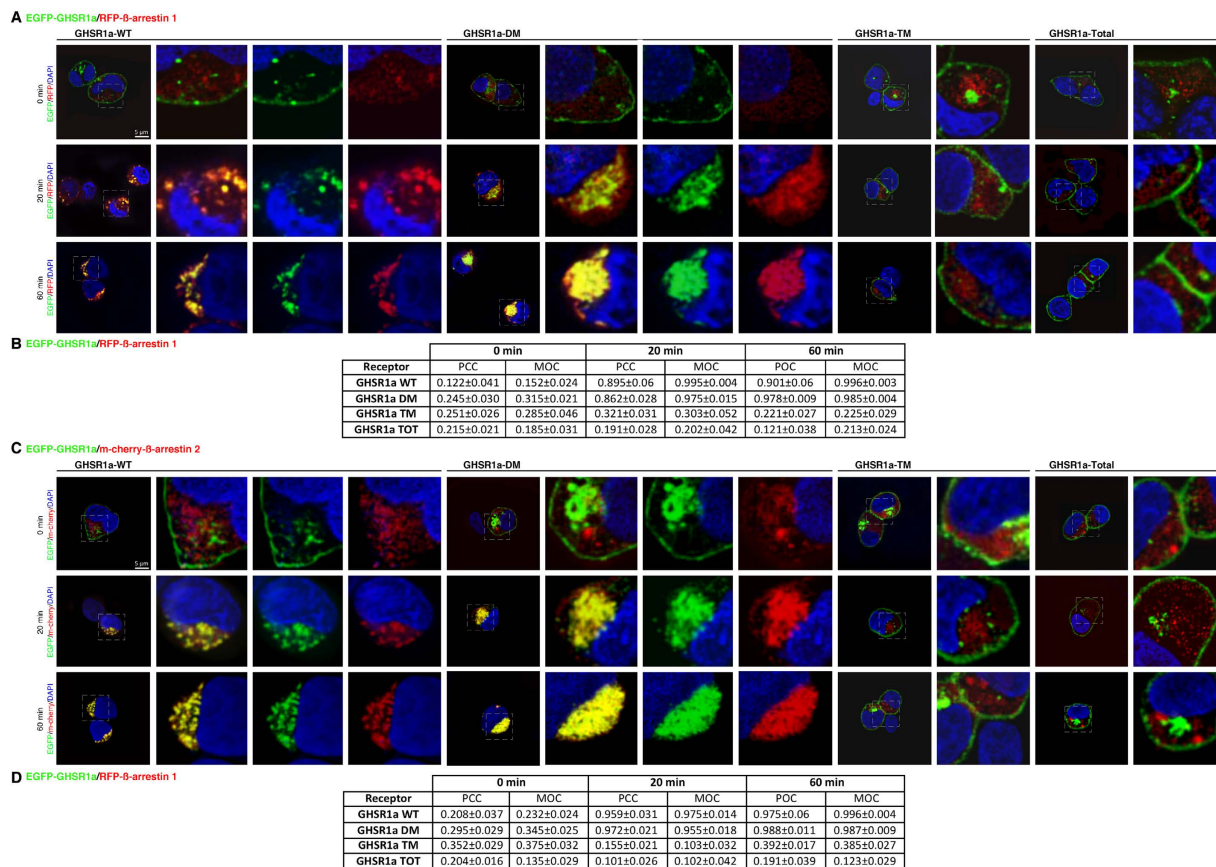 A EGFP-GHSR1a/RFP-ß-arrestin 1
GHSR1a-WT GHSR1a-DM GHSR1a-TM GHSR1a-Total
0 min
EGFP/RFP/DAPI
5 µm
20 min
EGFP/RFP/DAPI
60 min
EGFP/RFP/DAPI
B EGFP-GHSR1a/RFP-ß-arrestin 1
0 min 20 min 60 min
Receptor PCC MOC PCC MOC POC MOC
GHSR1a WT 0.122±0.041 0.152±0.024 0.895±0.06 0.995±0.004 0.901±0.06 0.996±0.003
GHSR1a DM 0.245±0.030 0.315±0.021 0.862±0.028 0.975±0.015 0.978±0.009 0.985±0.004
GHSR1a TM 0.251±0.026 0.285±0.046 0.321±0.031 0.303±0.052 0.221±0.027 0.225±0.029
GHSR1a TOT 0.215±0.021 0.185±0.031 0.191±0.028 0.202±0.042 0.121±0.038 0.213±0.024
C EGFP-GHSR1a/m-cherry-ß-arrestin 2
GHSR1a-WT GHSR1a-DM GHSR1a-TM GHSR1a-Total
0 min
EGFP/m-cherry/DAPI
5 µm
20 min
EGFP/m-cherry/DAPI
60 min
EGFP/m-cherry/DAPI
D EGFP-GHSR1a/RFP-ß-arrestin 1
0 min 20 min 60 min
Receptor PCC MOC PCC MOC POC MOC
GHSR1a WT 0.208±0.037 0.232±0.024 0.959±0.031 0.975±0.014 0.975±0.06 0.996±0.004
GHSR1a DM 0.295±0.029 0.345±0.025 0.972±0.021 0.955±0.018 0.988±0.011 0.987±0.009
GHSR1a TM 0.352±0.029 0.375±0.032 0.155±0.021 0.103±0.032 0.392±0.017 0.385±0.027
GHSR1a TOT 0.204±0.016 0.135±0.029 0.101±0.026 0.102±0.042 0.191±0.039 0.123±0.029